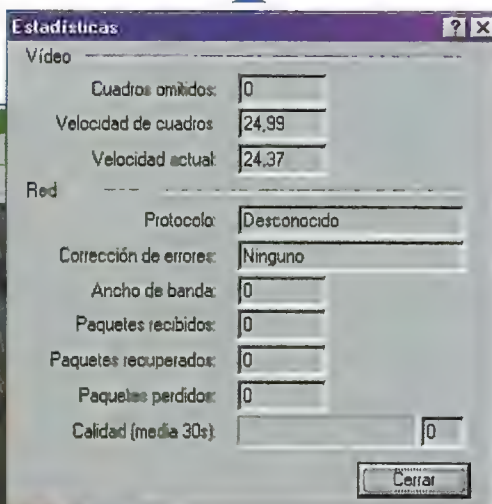 Estadísticas
Vídeo
Cuadros omitidos: 0
Velocidad de cuadros 24,99
Velocidad actual: 24,37
Red
Protocolo: Desconocido
Corrección de errores: Ninguno
Ancho de banda: 0
Paquetes recibidos: 0
Paquetes recuperados: 0
Paquetes perdidos: 0
Calidad (media 30s): 0
Cerrar